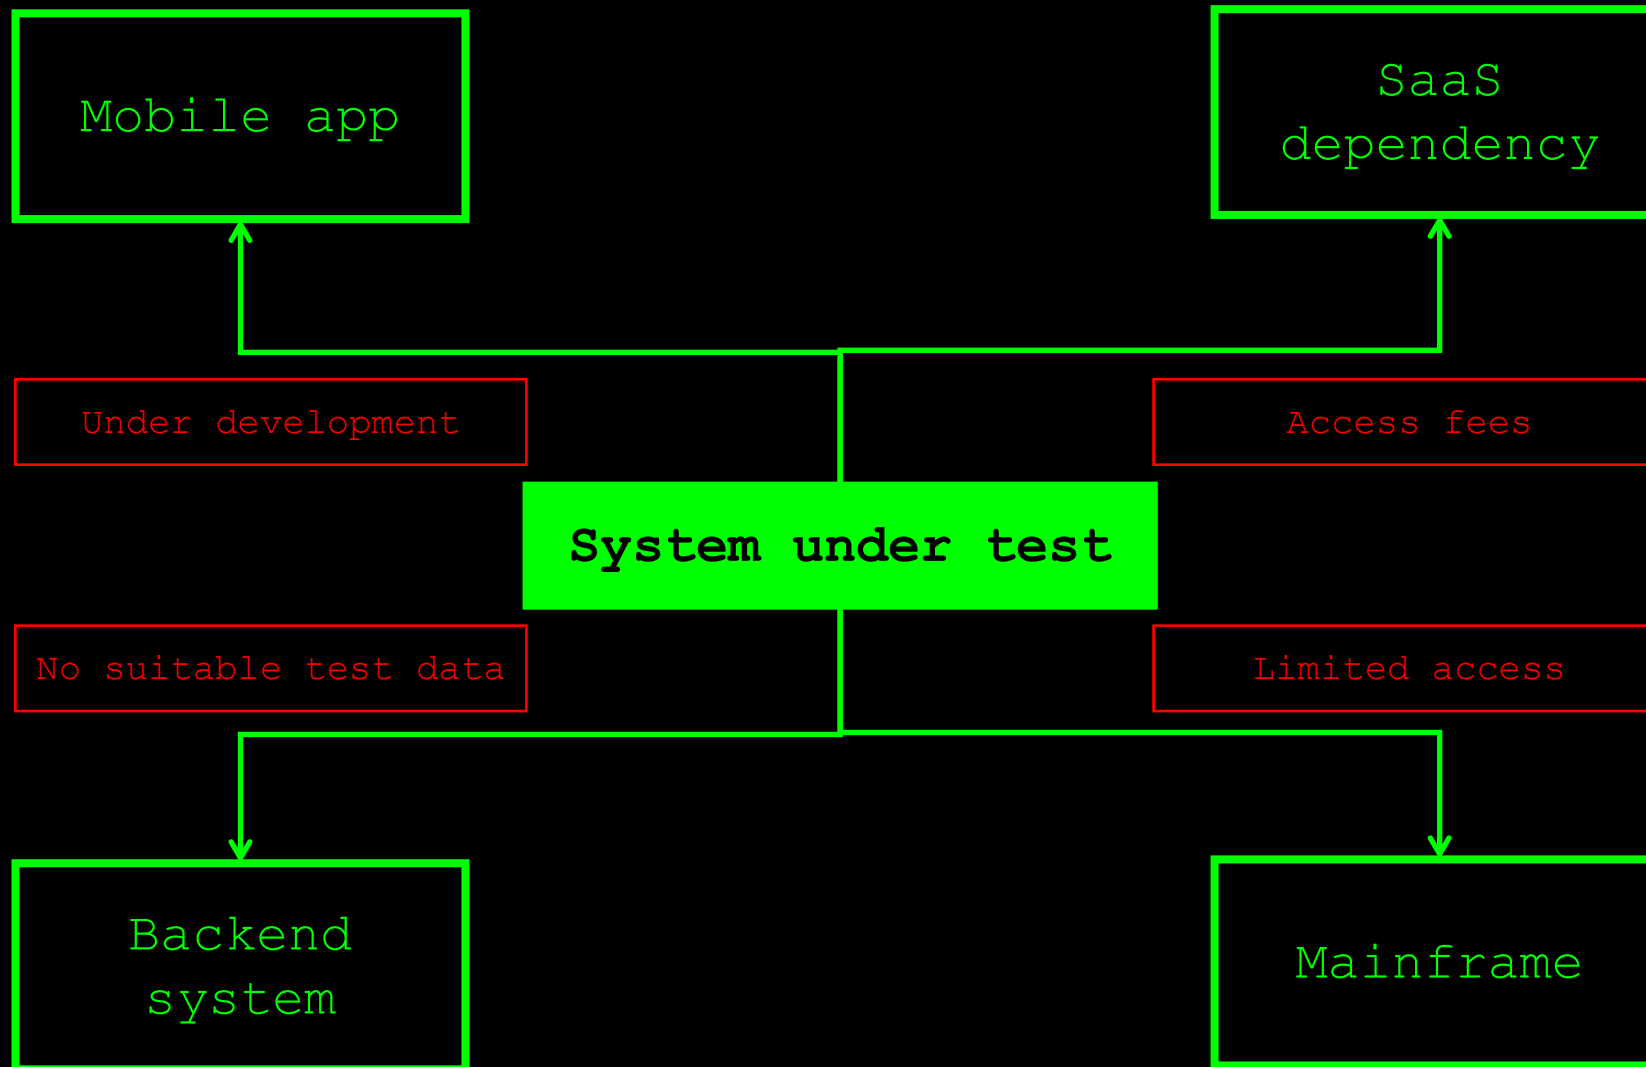 Mobile app
SaaS
dependency
Under development
Access fees
System under test
No suitable test data
Limited access
Backend
system
Mainframe